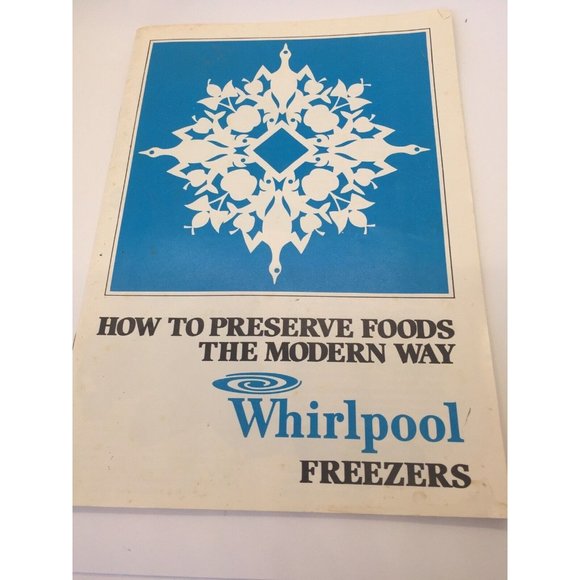 HOW TO PRESERVE FOODS
THE MODERN WAY
Whirlpool
FREEZERS